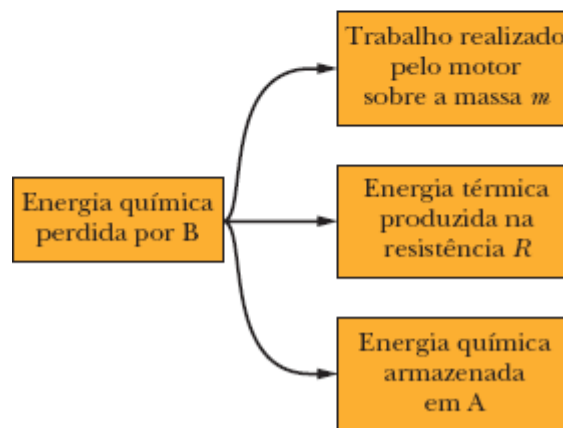 Trabalho realizado
pelo motor
sobre a massa m
Energia química
perdida por B
Energia térmica
produzida na
resistência R
Energia química
armazenada
em A